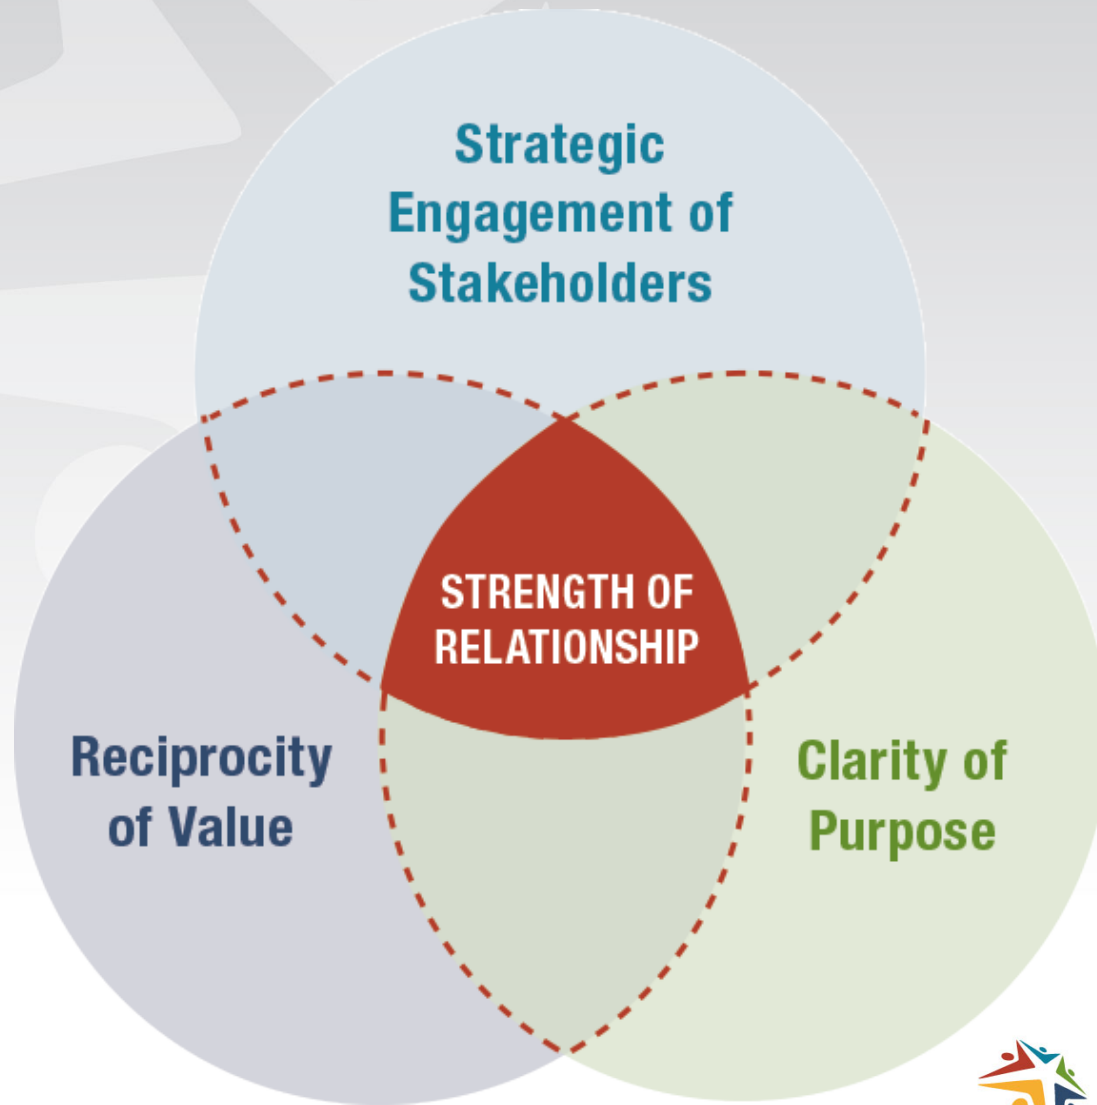 Strategic
Engagement of
Stakeholders
STRENGTH OF
RELATIONSHIP
Reciprocity
of Value
Clarity of
Purpose